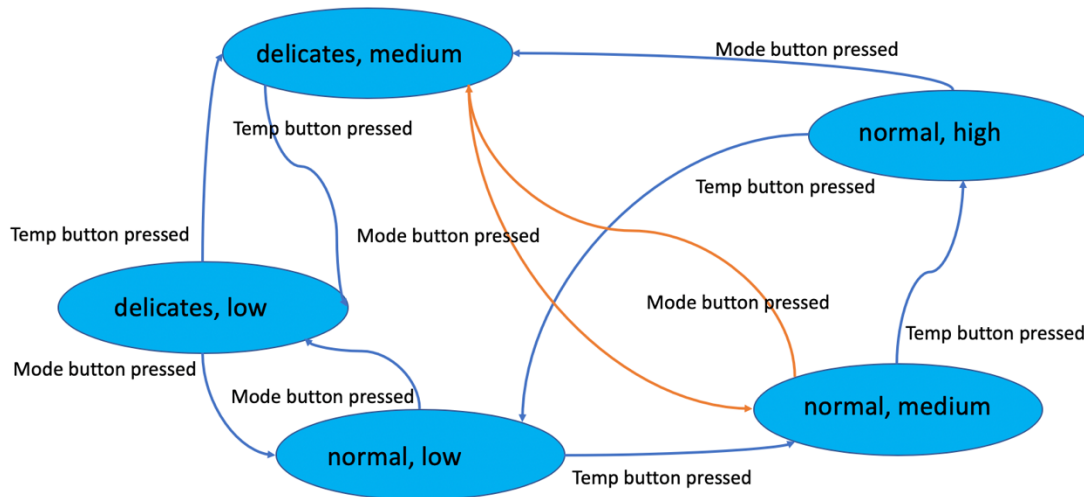 delicates, medium
Mode button pressed
Temp button pressed
normal, high
Temp button pressed
Temp button pressed
Mode button pressed
Mode button pressed
delicates, low
Temp button pressed
Mode button pressed
Mode button pressed
normal, medium
normal, low
Temp button pressed